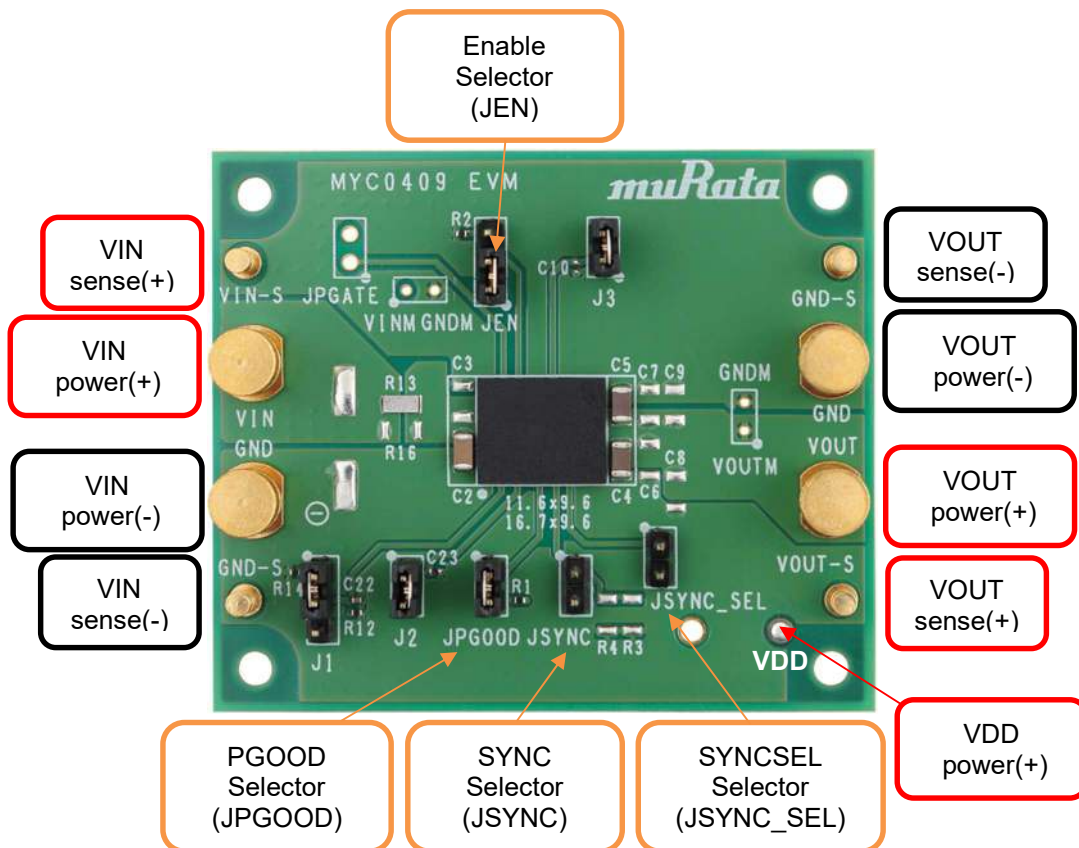 Enable
Selector
(JEN)
MYC0409 EVM
muRata
VIN
sense(+)
VIN
power(+)
VIN
power(-)
VIN
sense(-)
VOUT
sense(-)
VOUT
power(-)
VOUT
power(+)
VOUT
sense(+)
R2
C10
VIN-S
JPGATE
VINM GNDM JEN
J3
GND-S
C3
C5
C7
C9
GNDM
R13
VIN
GND
GND
VOUT
R16
VOUTM
C2
C4
C6
C8
11.6x9.6
16.7x9.6
GND-S
R14
C22
R12
C23
R1
VOUT-S
JSYNC_SEL
J1
J2
JPGOOD
JSYNC
R4
R3
VDD
PGOOD
Selector
(JPGOOD)
SYNC
Selector
(JSYNC)
SYNCSEL
Selector
(JSYNC_SEL)
VDD
power(+)